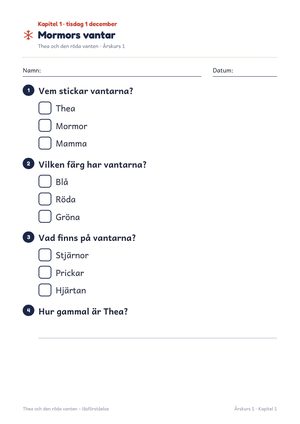 Kapitel 1 · tisdag 1 december
Mormors vantar
Thea och den röda vanten · Årskurs 1
Namn:
Datum:
1 Vem stickar vantarna?
Thea
Mormor
Mamma
2 Vilken färg har vantarna?
Blå
Röda
Gröna
3 Vad finns på vantarna?
Stjärnor
Prickar
Hjärtan
4 Hur gammal är Thea?
Thea och den röda vanten – läsförståelse
Årskurs 1 · Kapitel 1